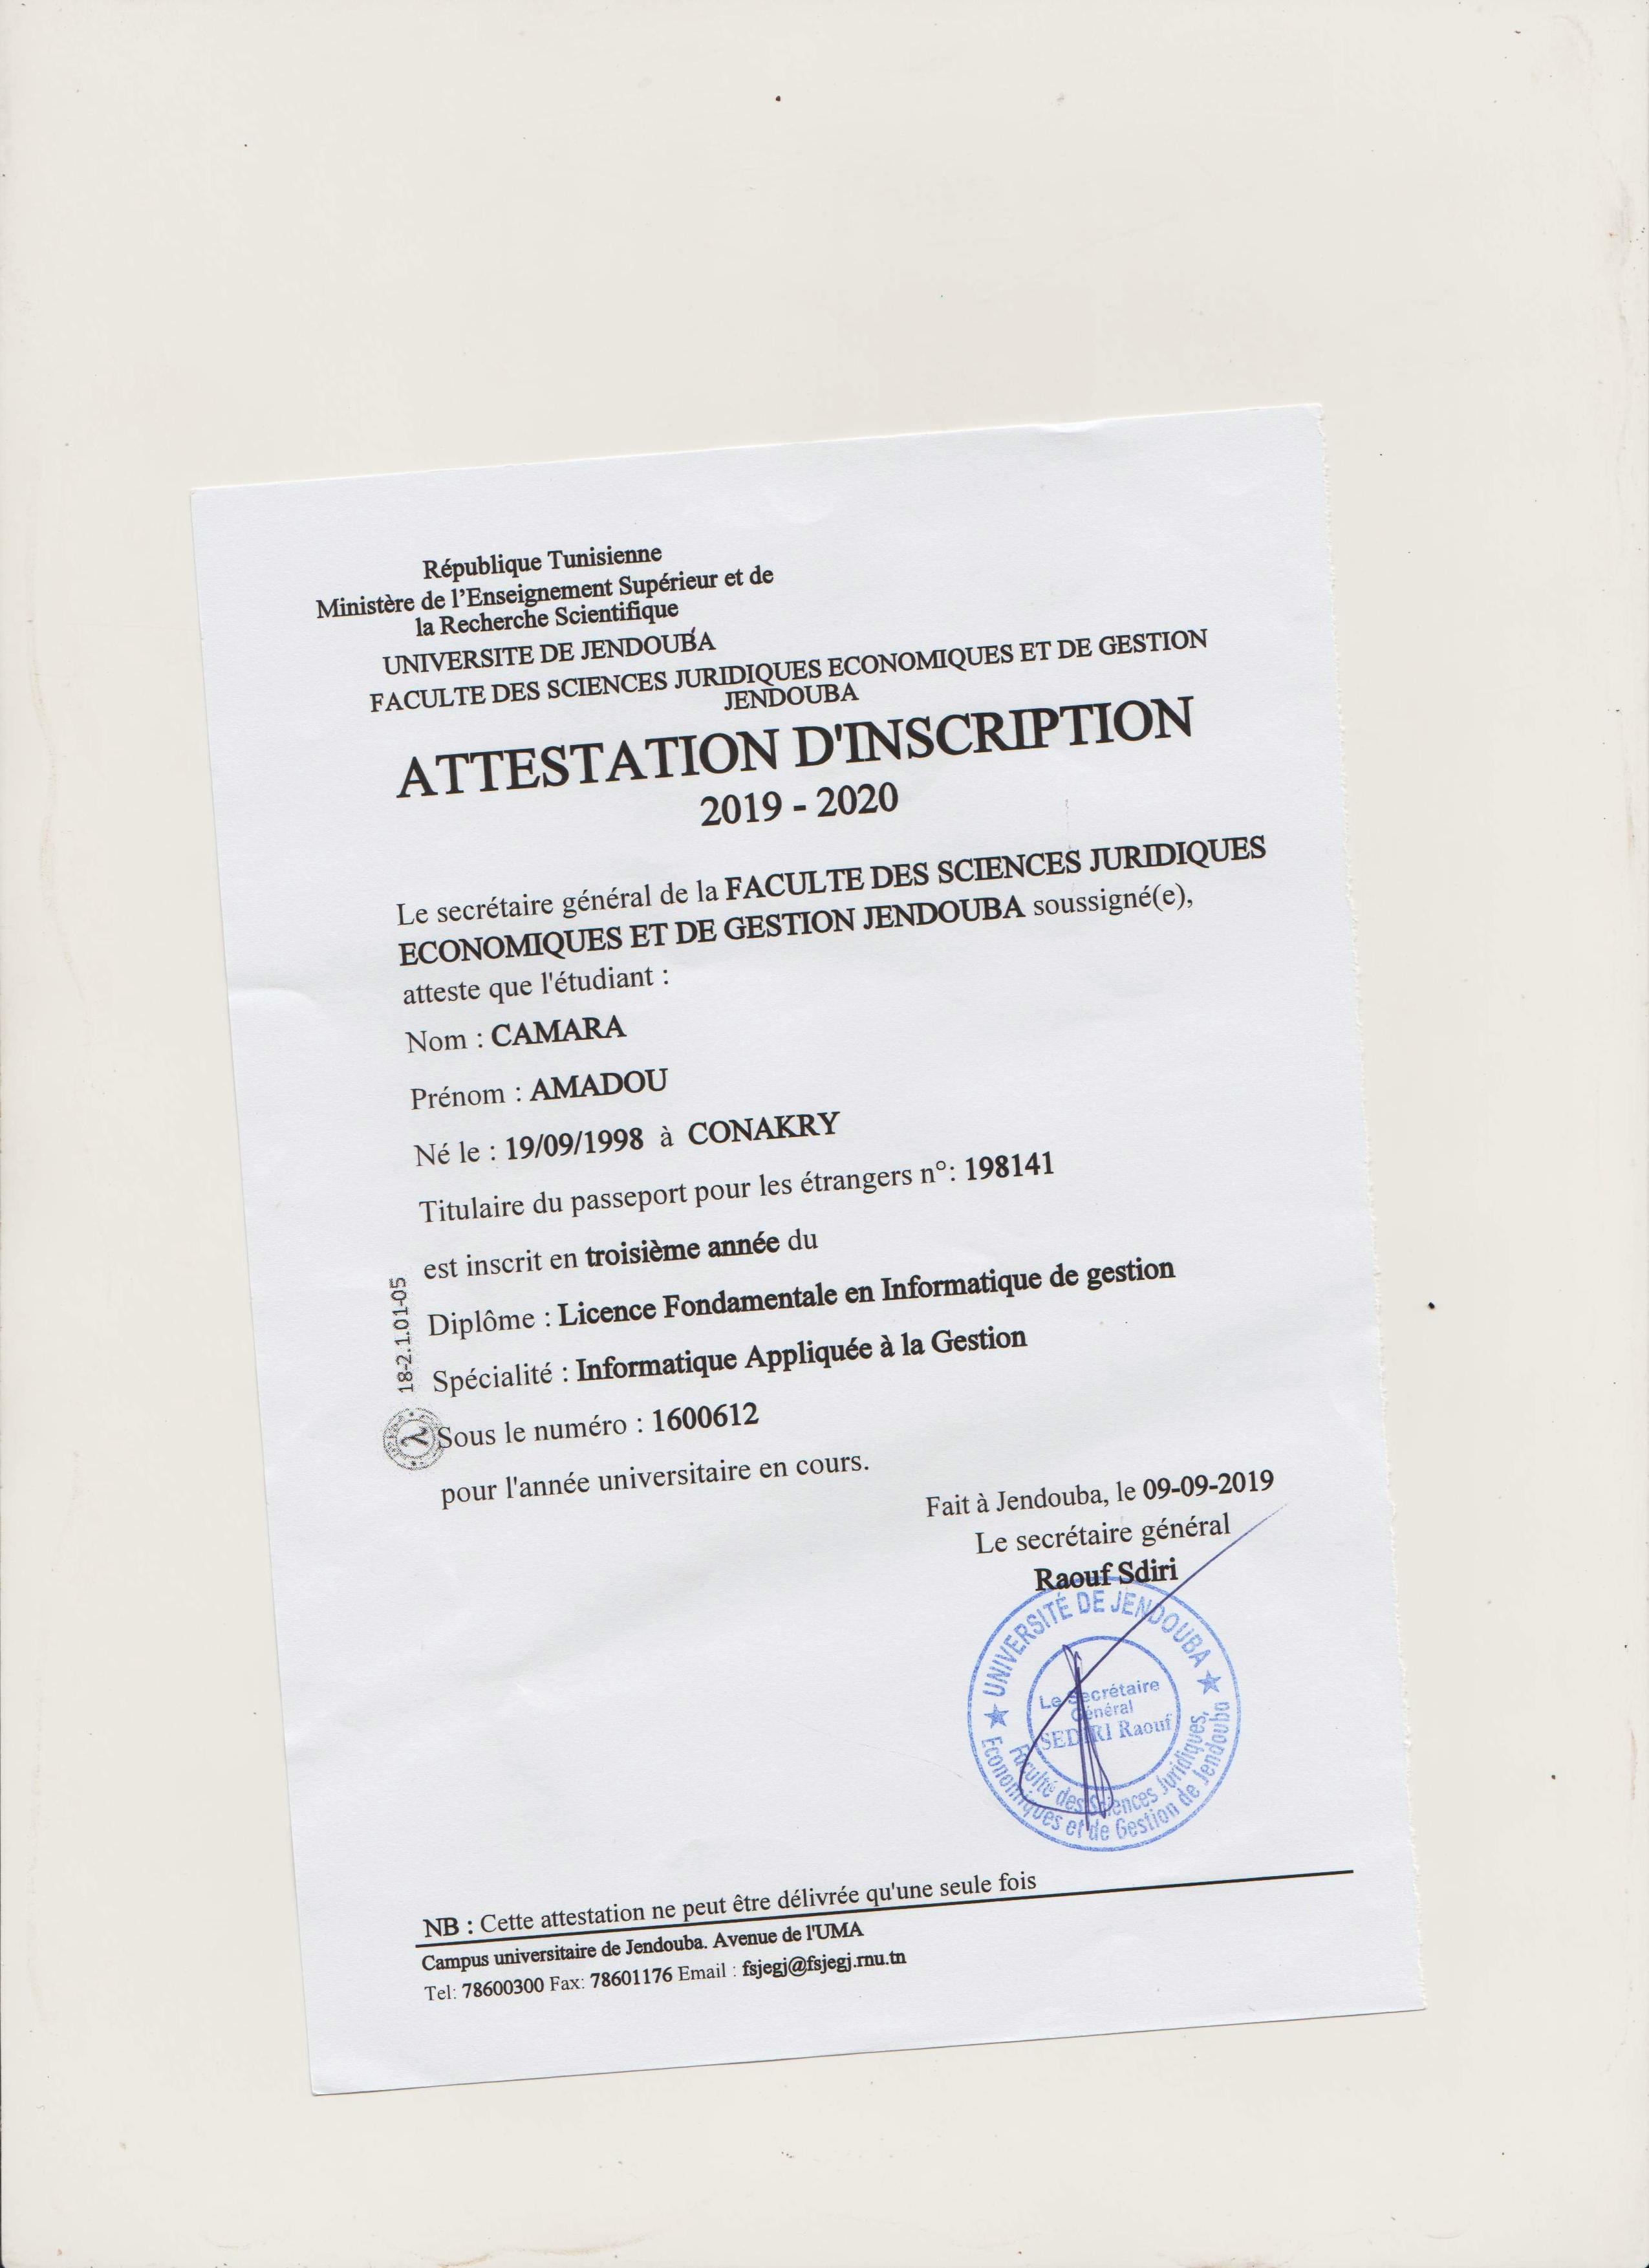 République Tunisienne
Ministère de l'Enseignement Supérieur et de
la Recherche Scientifique
UNIVERSITE DE JENDOUBA
FACULTE DES SCIENCES JURIDIQUES ECONOMIQUES ET DE GESTION
JENDOUBA
ATTESTATION D'INSCRIPTION
2019 - 2020
Le secrétaire général de la FACULTE DES SCIENCES JURIDIQUES
ECONOMIQUES ET DE GESTION JENDOUBA soussigné(e),
atteste que l'étudiant :
Nom : CAMARA
Prénom : AMADOU
Né le : 19/09/1998 à CONAKRY
Titulaire du passeport pour les étrangers n°: 198141
est inscrit en troisième année du
Diplôme : Licence Fondamentale en Informatique de gestion
Spécialité : Informatique Appliquée à la Gestion
Sous le numéro : 1600612
pour l'année universitaire en cours.
18-2.1.01-05
Fait à Jendouba, le 09-09-2019
Le secrétaire général
Raouf Sdiri
UNIVERSITÉ DE JENDOUBA
Le Secrétaire
Général
SEDIRI Raouf
Faculté des Sciences Juridiques,
Economiques et de Gestion de Jendouba
NB : Cette attestation ne peut être délivrée qu'une seule fois
Campus universitaire de Jendouba. Avenue de l'UMA
Tel: 78600300 Fax: 78601176 Email : fsjegj@fsjegj.rnu.tn